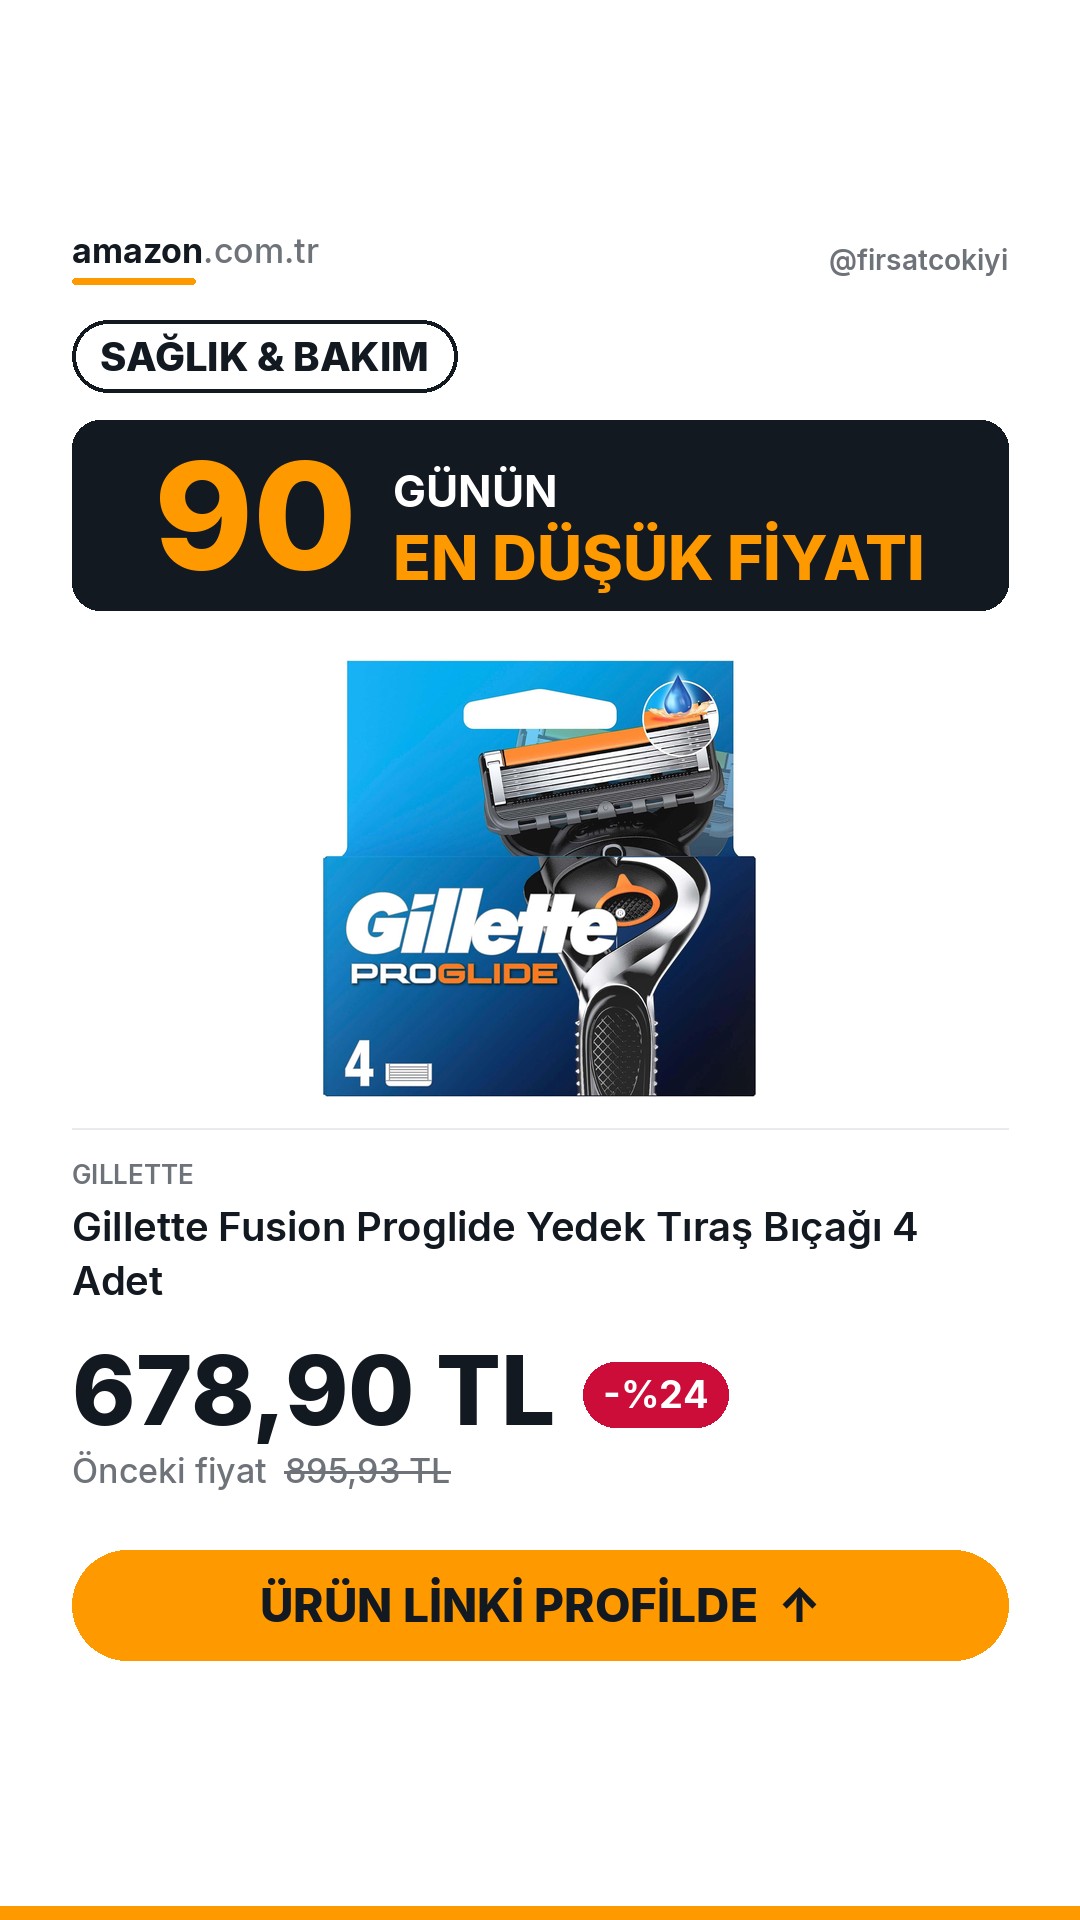 amazon.com.tr
@firsatcokiyi
SAĞLIK & BAKIM
90 GÜNÜN
EN DÜŞÜK FİYATI
Gillette
PROGLIDE
4
GILLETTE
Gillette Fusion Proglide Yedek Tıraş Bıçağı 4
Adet
678,90 TL -%24
Önceki fiyat 895,93 TL
ÜRÜN LİNKİ PROFİLDE ↑